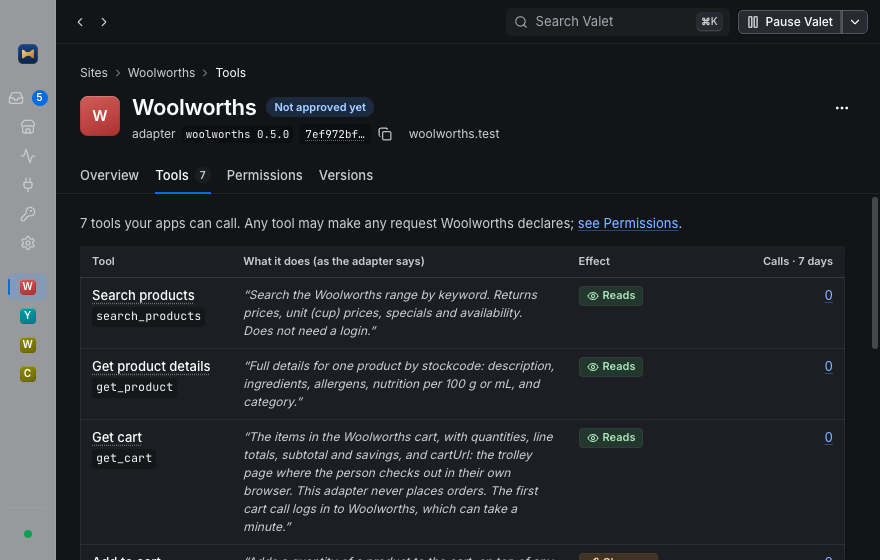 Search Valet
⌘K
Pause Valet
5
Sites > Woolworths > Tools
W
Woolworths
Not approved yet
adapter woolworths 0.5.0 7ef972bf… woolworths.test
Overview Tools 7 Permissions Versions
7 tools your apps can call. Any tool may make any request Woolworths declares; see Permissions.
Tool What it does (as the adapter says) Effect Calls · 7 days
Search products
search_products
“Search the Woolworths range by keyword. Returns
prices, unit (cup) prices, specials and availability.
Does not need a login.”
Reads
0
Get product details
get_product
“Full details for one product by stockcode: description,
ingredients, allergens, nutrition per 100 g or mL, and
category.”
Reads
0
Get cart
get_cart
“The items in the Woolworths cart, with quantities, line
totals, subtotal and savings, and cartUrl: the trolley
page where the person checks out in their own
browser. This adapter never places orders. The first
cart call logs in to Woolworths, which can take a
minute.”
Reads
0
W
Y
W
C